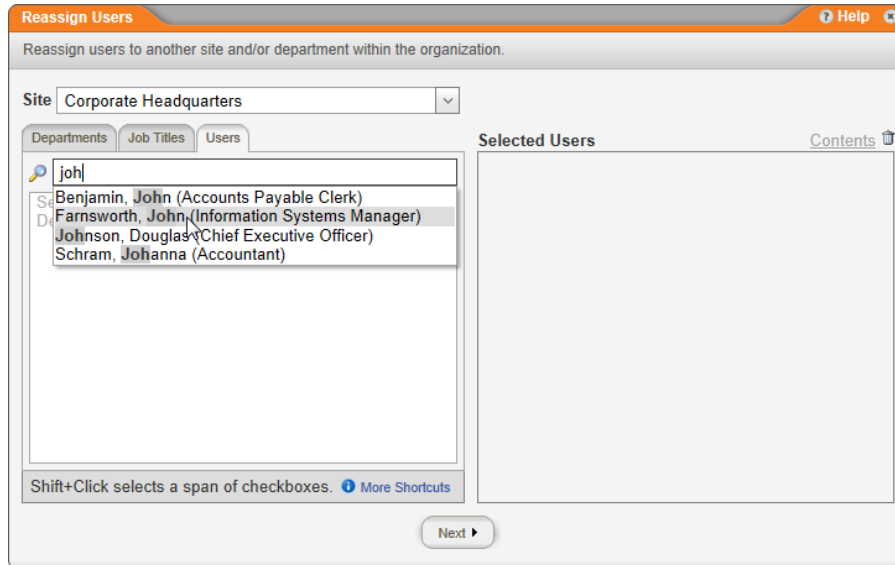 Reassign Users
Help
Reassign users to another site and/or department within the organization.
Site Corporate Headquarters
Departments Job Titles Users
Selected Users Contents
joh
Benjamin, John (Accounts Payable Clerk)
Farnsworth, John (Information Systems Manager)
Johnson, Douglas (Chief Executive Officer)
Schram, Johanna (Accountant)
Shift+Click selects a span of checkboxes. More Shortcuts
Next